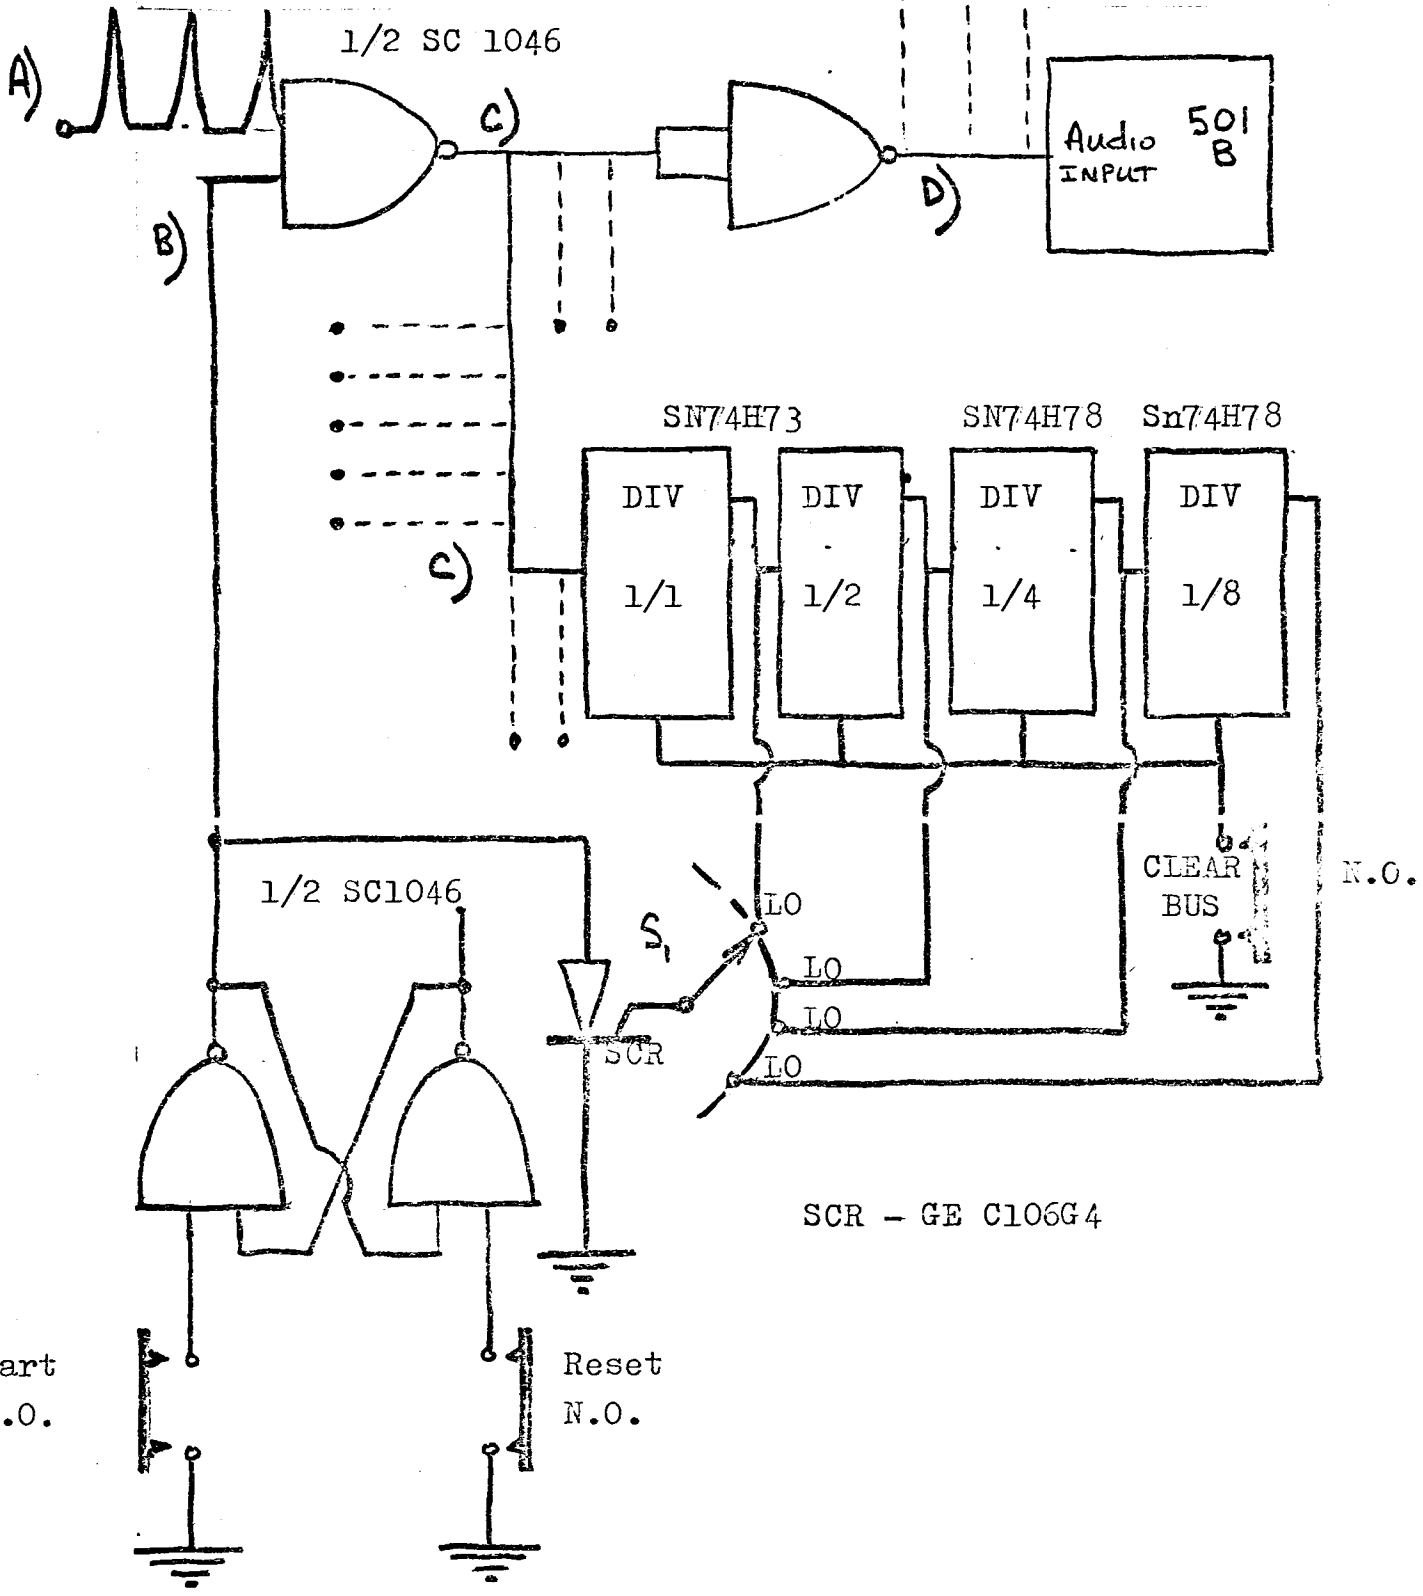 1/2 SC 1046
A)
C)
501
B
Audio
INPUT
D)
B)
SN74H73
SN74H78
Sn74H78
DIV
DIV
DIV
DIV
C)
1/1
1/2
1/4
1/8
CLEAR
BUS
N.O.
1/2 SC1046
LO
S1
LO
LO
SCR
LO
SCR - GE C106G4
art
.O.
Reset
N.O.